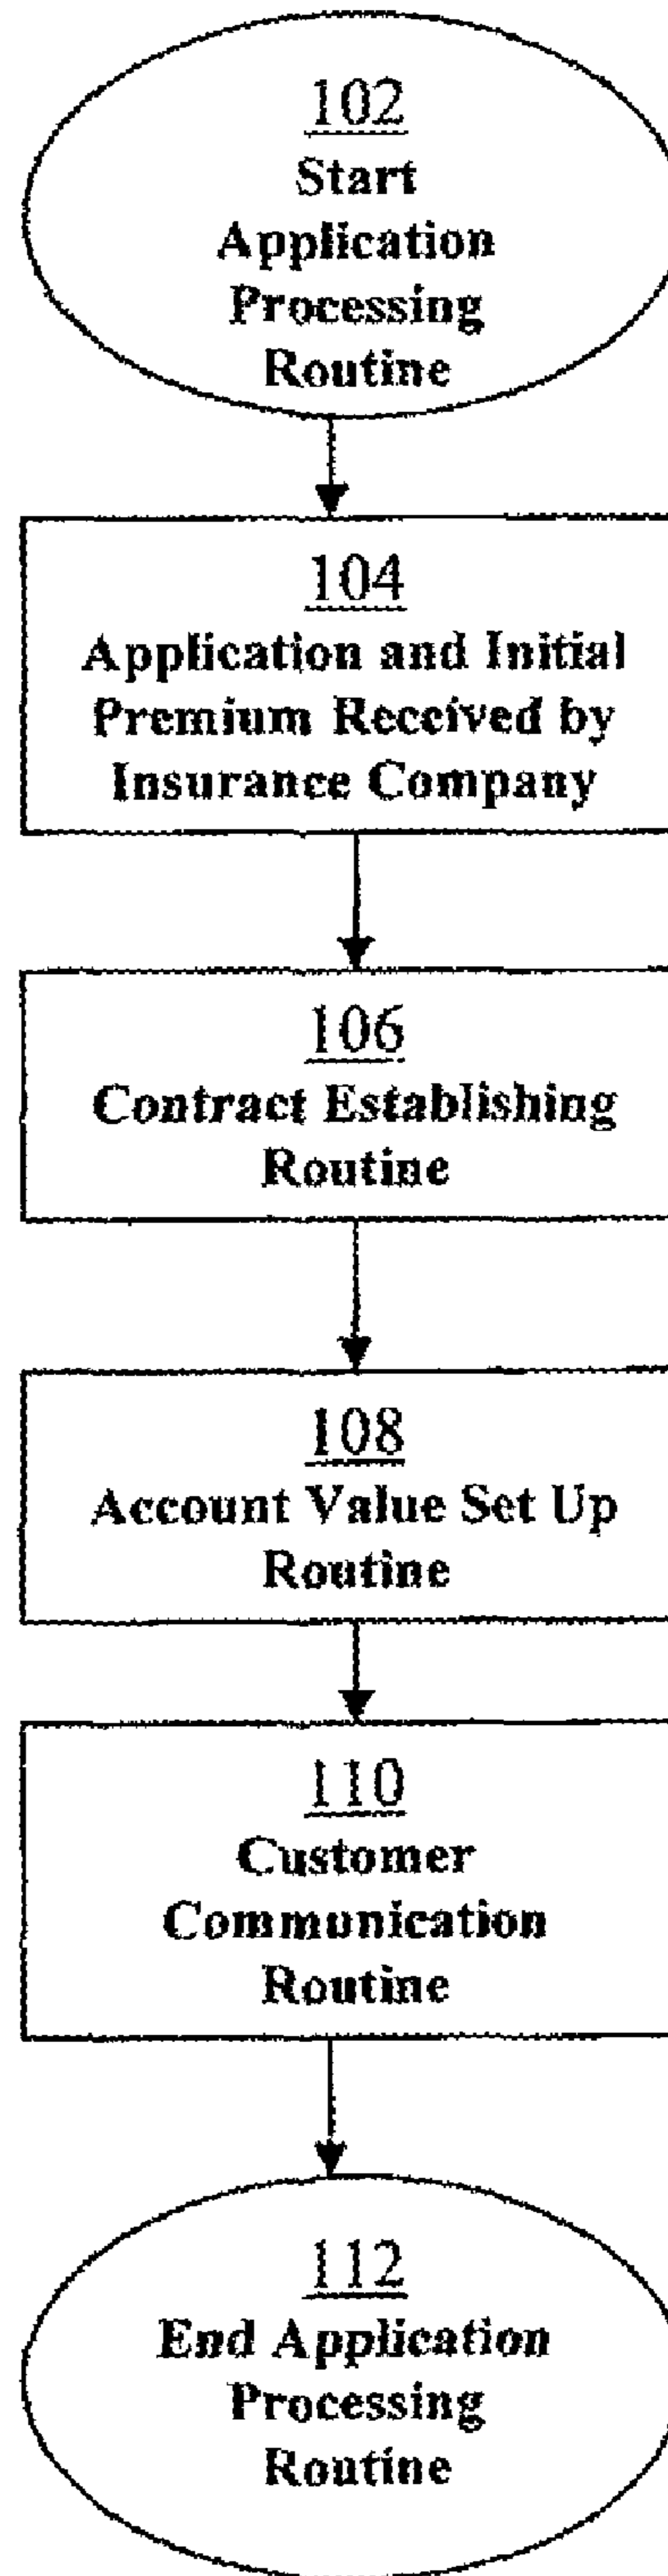 102
Start
Application
Processing
Routine
104
Application and Initial
Premium Received by
Insurance Company
106
Contract Establishing
Routine
108
Account Value Set Up
Routine
110
Customer
Communication
Routine
112
End Application
Processing
Routine